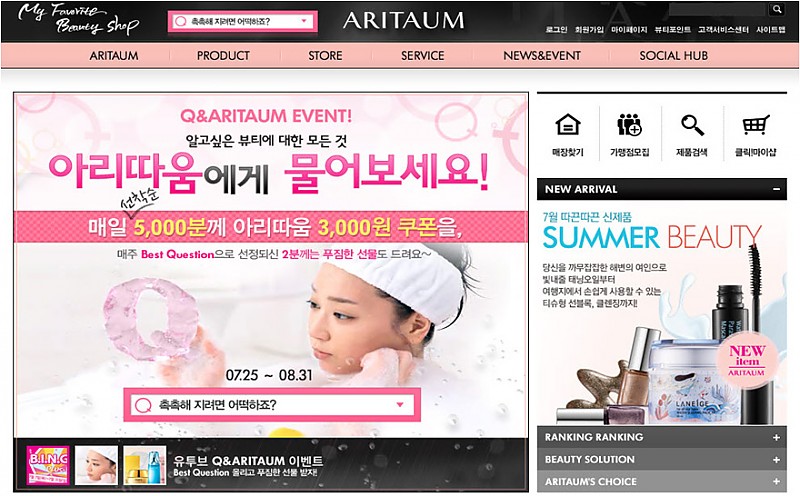 My Favorite
Beauty Shop
촉촉해 지려면 어떡하죠?
ARITAUM
로그인 회원가입 마이페이지 뷰티포인트 고객서비스센터 사이트맵
ARITAUM PRODUCT STORE SERVICE NEWS&EVENT SOCIAL HUB
Q&ARITAUM EVENT!
알고싶은 뷰티에 대한 모든 것
아리따움에게 물어보세요!
선착순
매일 5,000분께 아리따움 3,000원 쿠폰을,
매주 Best Question으로 선정되신 2분께는 푸짐한 선물도 드려요~
Q
07.25 ~ 08.31
촉촉해 지려면 어떡하죠?
B.I.N.G
유투브 Q&ARITAUM 이벤트
Best Question 올리고 푸짐한 선물 받자!
매장찾기 가맹점모집 제품검색 클릭!마이샵
NEW ARRIVAL
7월 따끈따끈 신제품
SUMMER BEAUTY
당신을 까무잡잡한 해변의 여인으로
빛내줄 태닝오일부터
여행지에서 손쉽게 사용할 수 있는
티슈형 선블록, 클렌징까지!
NEW
item
ARITAUM
LANEIGE
RANKING RANKING
BEAUTY SOLUTION
ARITAUM'S CHOICE